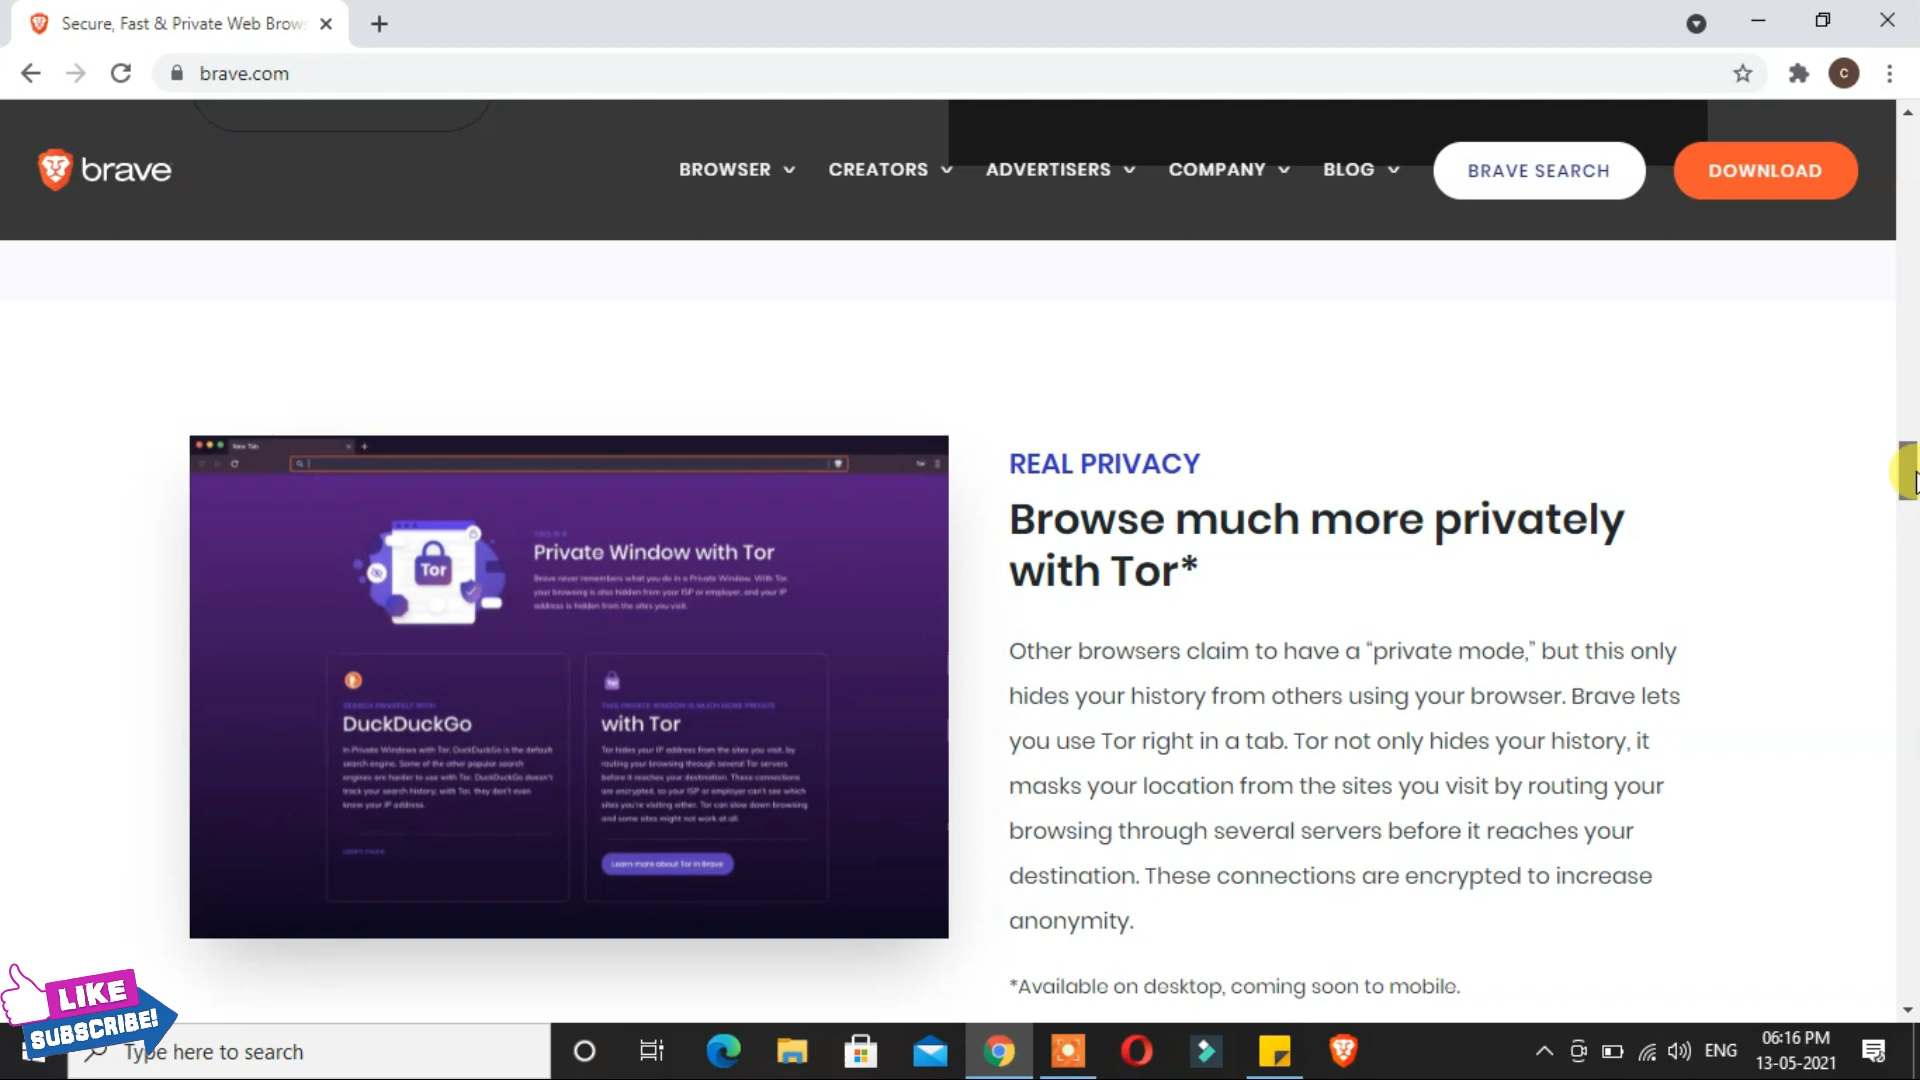 Secure, Fast & Private Web Brow
brave.com
C
brave
BROWSER
CREATORS
ADVERTISERS
COMPANY
BLOG
BRAVE SEARCH
DOWNLOAD
New Tab
THIS IS A
Private Window with Tor
Brave never remembers what you do in a Private Window. With Tor,
your browsing is also hidden from your ISP or employer, and your IP
address is hidden from the sites you visit.
Tor
SEARCH PRIVATELY WITH
DuckDuckGo
In Private Windows with Tor, DuckDuckGo is the default
search engine. Some of the other popular search
engines are harder to use with Tor. DuckDuckGo doesn't
track your search history; with Tor, they don't even
know your IP address.
Learn more
THIS PRIVATE WINDOW IS MUCH MORE PRIVATE
with Tor
Tor hides your IP address from the sites you visit, by
routing your browsing through several Tor servers
before it reaches your destination. These connections
are encrypted, so your ISP or employer can't see which
sites you're visiting either. Tor can slow down browsing
and some sites might not work at all.
Learn more about Tor in Brave
REAL PRIVACY
Browse much more privately
with Tor*
Other browsers claim to have a “private mode,” but this only
hides your history from others using your browser. Brave lets
you use Tor right in a tab. Tor not only hides your history, it
masks your location from the sites you visit by routing your
browsing through several servers before it reaches your
destination. These connections are encrypted to increase
anonymity.
*Available on desktop, coming soon to mobile.
LIKE
SUBSCRIBE!
Type here to search
ENG
06:16 PM
13-05-2021